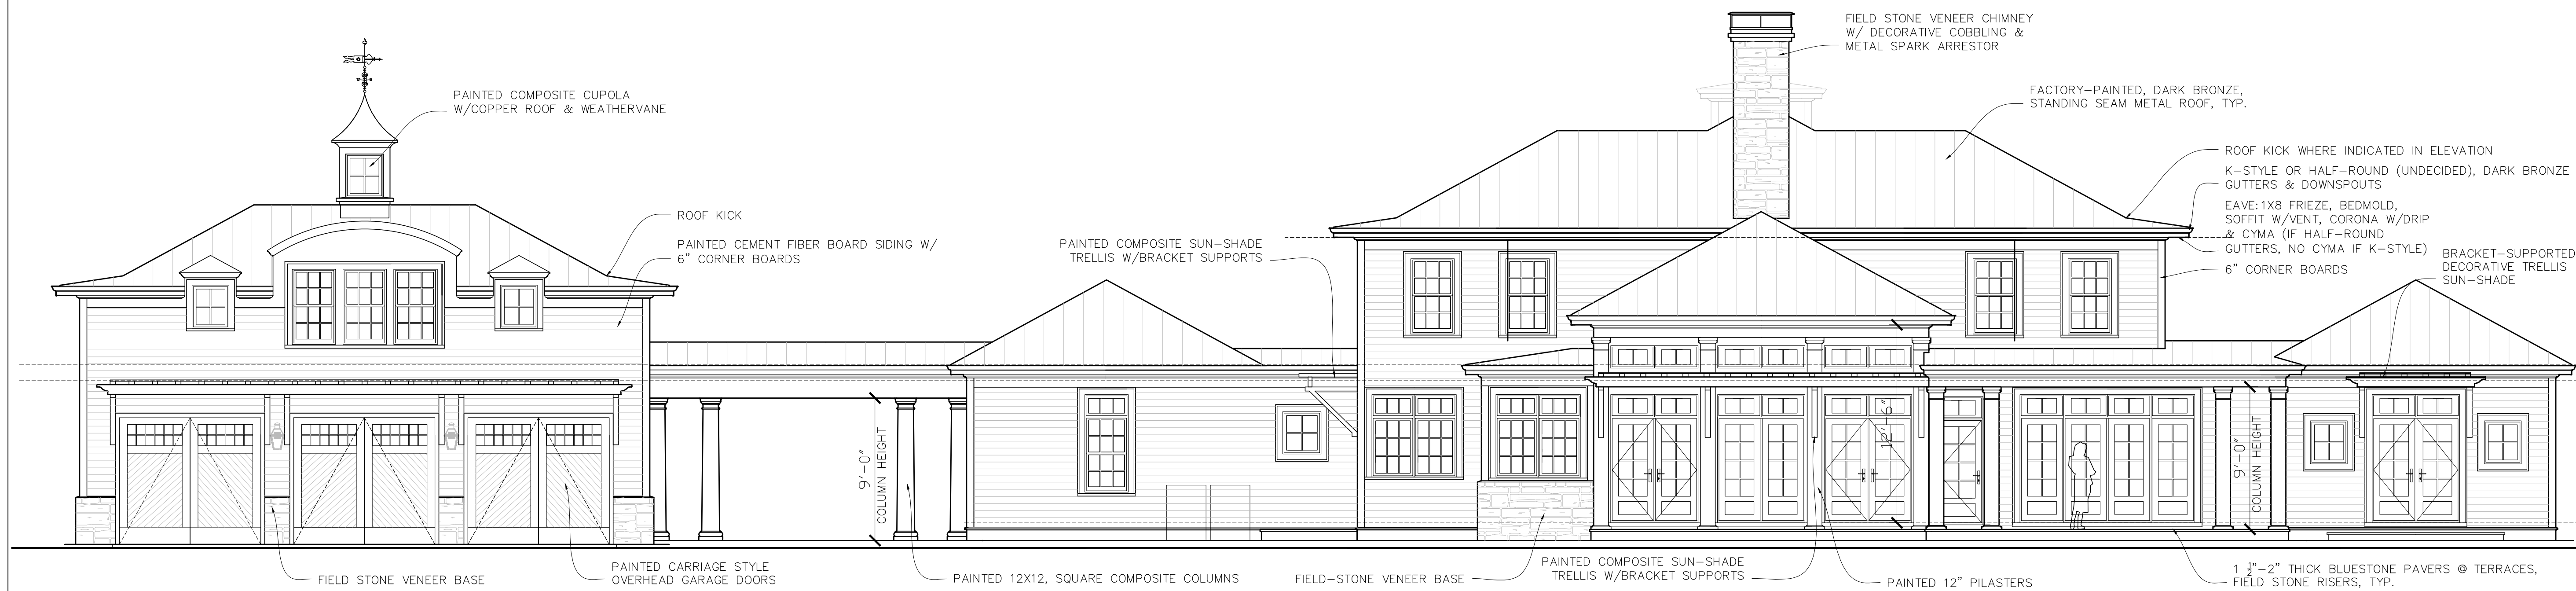 FIELD STONE VENEER CHIMNEY
W/ DECORATIVE COBBLING &
METAL SPARK ARRESTOR
PAINTED COMPOSITE CUPOLA
W/COPPER ROOF & WEATHERVANE
FACTORY-PAINTED, DARK BRONZE,
STANDING SEAM METAL ROOF, TYP.
ROOF KICK WHERE INDICATED IN ELEVATION
K-STYLE OR HALF-ROUND (UNDECIDED), DARK BRONZE
GUTTERS & DOWNSPOUTS
EAVE:1X8 FRIEZE, BEDMOLD,
SOFFIT W/VENT, CORONA W/DRIP
& CYMA (IF HALF-ROUND
GUTTERS, NO CYMA IF K-STYLE)
6" CORNER BOARDS
BRACKET-SUPPORTED
DECORATIVE TRELLIS
SUN-SHADE
ROOF KICK
PAINTED CEMENT FIBER BOARD SIDING W/
6" CORNER BOARDS
PAINTED COMPOSITE SUN-SHADE
TRELLIS W/BRACKET SUPPORTS
9'-0"
COLUMN HEIGHT
12'-6"
9'-0"
COLUMN HEIGHT
FIELD STONE VENEER BASE
PAINTED CARRIAGE STYLE
OVERHEAD GARAGE DOORS
PAINTED 12X12, SQUARE COMPOSITE COLUMNS
FIELD-STONE VENEER BASE
PAINTED COMPOSITE SUN-SHADE
TRELLIS W/BRACKET SUPPORTS
PAINTED 12" PILASTERS
1 ½"-2" THICK BLUESTONE PAVERS @ TERRACES,
FIELD STONE RISERS, TYP.